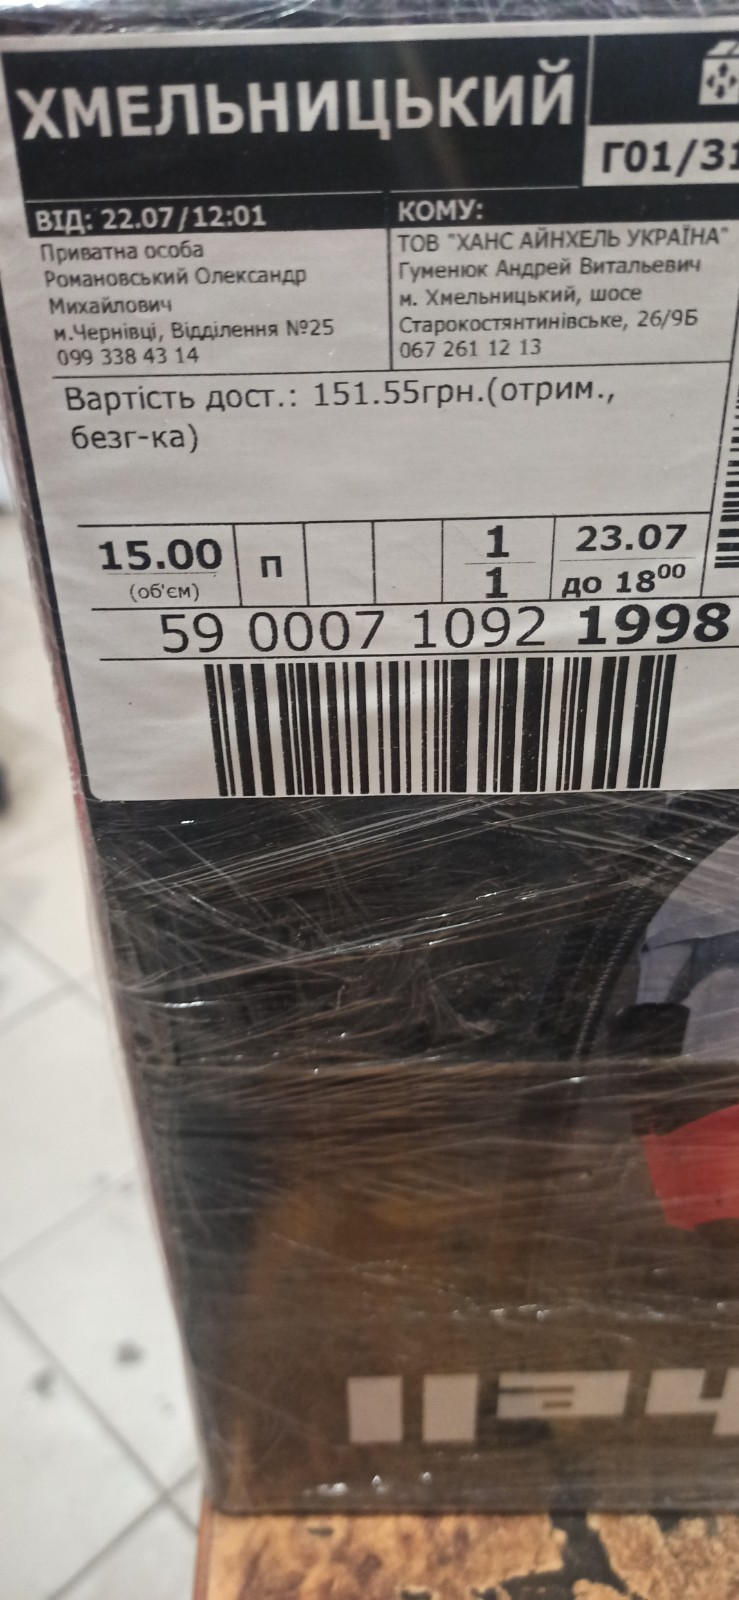 ХМЕЛЬНИЦЬКИЙ
Г01/31
ВІД: 22.07/12:01
Приватна особа
Романовський Олександр
Михайлович
м.Чернівці, Відділення №25
099 338 43 14
КОМУ:
ТОВ "ХАНС АЙНХЕЛЬ УКРАЇНА"
Гуменюк Андрей Витальевич
м. Хмельницький, шосе
Старокостянтинівське, 26/9Б
067 261 12 13
Вартість дост.: 151.55грн.(отрим.,
безг-ка)
15.00
(об'єм)
П
1
1
23.07
до 18⁰⁰
59 0007 1092 1998